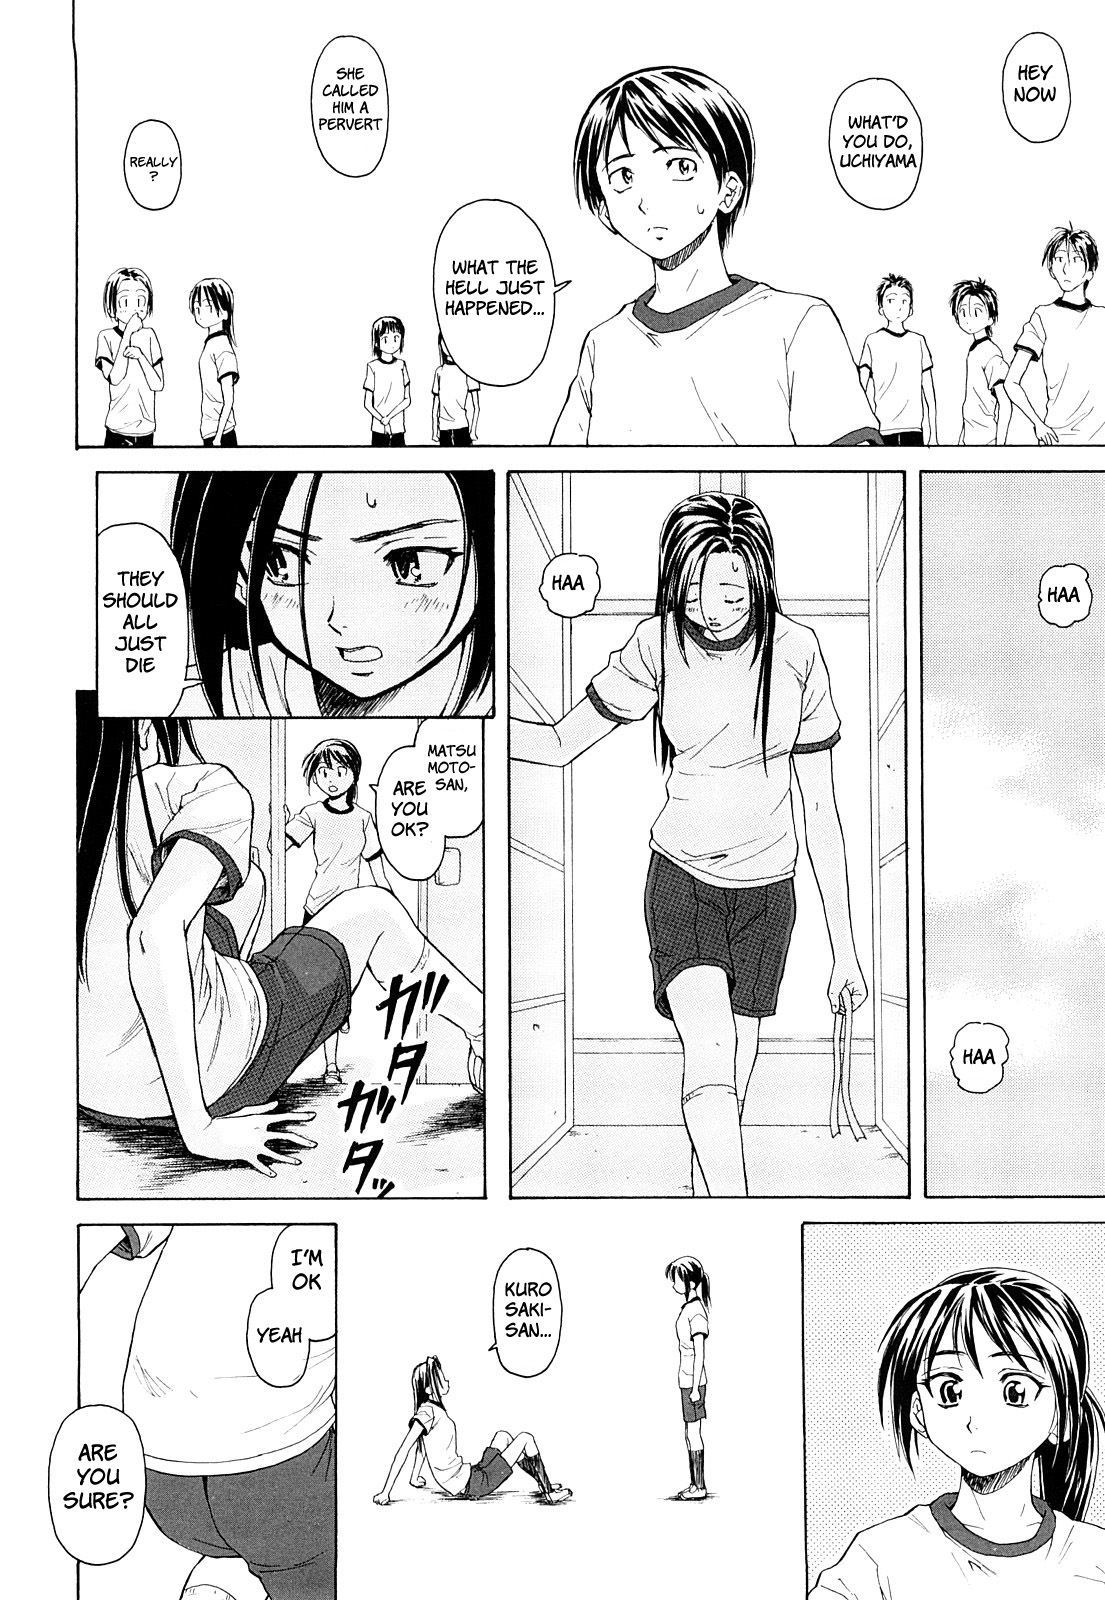 HEY
NOW
WHAT'D
YOU DO,
UCHIYAMA
WHAT THE
HELL JUST
HAPPENED...
SHE
CALLED
HIM A
PERVERT
REALLY
?
HAA
HAA
HAA
THEY
SHOULD
ALL
JUST
DIE
MATSU
MOTO-
SAN,
ARE
YOU
OK?
ガタ
ガタッ
KURO
SAKI-
SAN...
I'M
OK
YEAH
ARE
YOU
SURE?